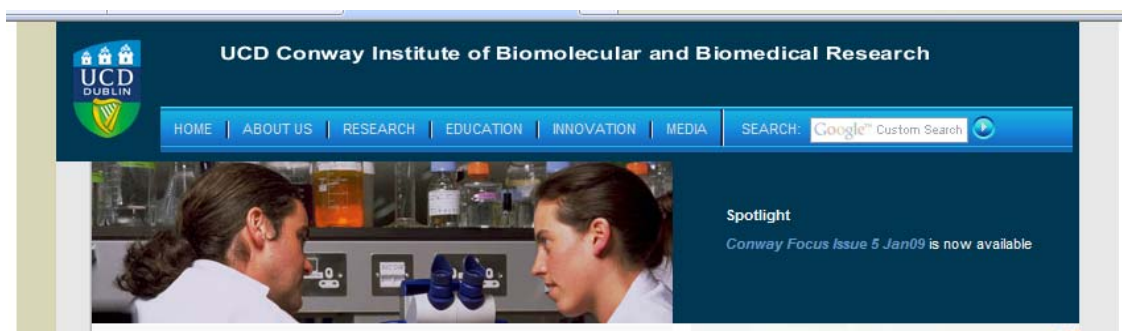 UCD Conway Institute of Biomolecular and Biomedical Research
UCD
DUBLIN
HOME | ABOUT US | RESEARCH | EDUCATION | INNOVATION | MEDIA | SEARCH: Google™ Custom Search
Spotlight
Conway Focus Issue 5 Jan09 is now available